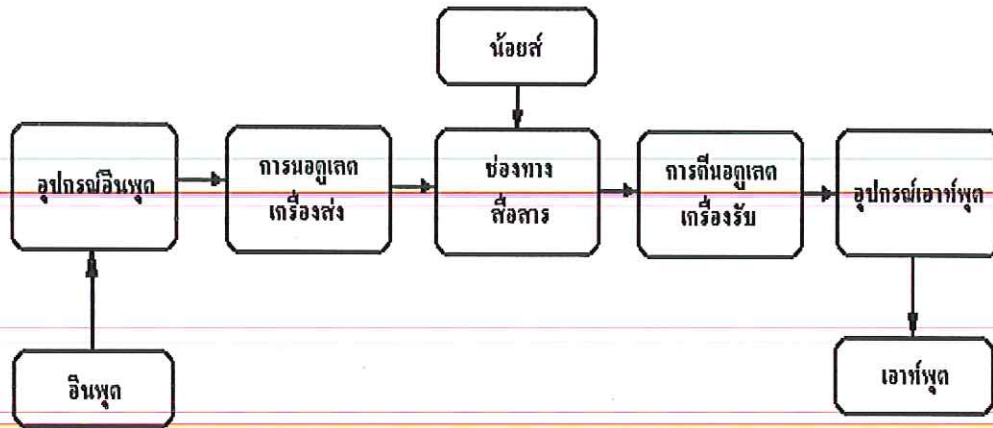 น้อยส์
อุปกรณ์อินพุต
การมอดูเลต
เครื่องส่ง
ช่องทาง
สื่อสาร
การดีมอดูเลต
เครื่องรับ
อุปกรณ์เอาท์พุต
อินพุต
เอาท์พุต